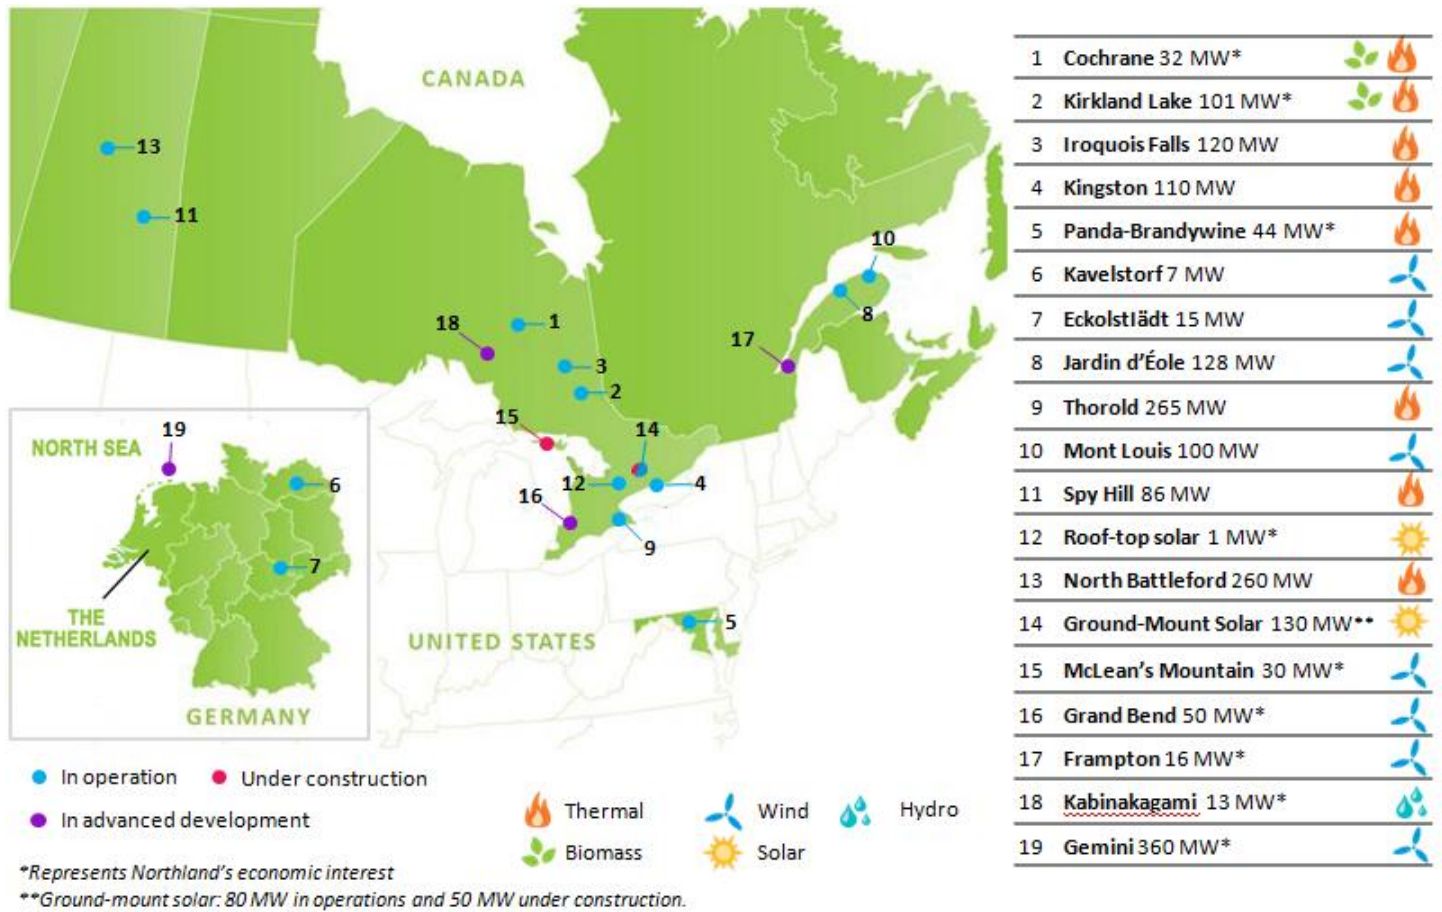 CANADA
13
11
10
8
18
1
17
3
2
15
14
12
4
16
9
5
UNITED STATES
NORTH SEA
19
6
7
THE
NETHERLANDS
GERMANY
In operation
Under construction
In advanced development
Thermal
Wind
Hydro
Biomass
Solar
*Represents Northland's economic interest
**Ground-mount solar: 80 MW in operations and 50 MW under construction.
1 Cochrane 32 MW*
2 Kirkland Lake 101 MW*
3 Iroquois Falls 120 MW
4 Kingston 110 MW
5 Panda-Brandywine 44 MW*
6 Kavelstorf 7 MW
7 Eckolstlädt 15 MW
8 Jardin d'Éole 128 MW
9 Thorold 265 MW
10 Mont Louis 100 MW
11 Spy Hill 86 MW
12 Roof-top solar 1 MW*
13 North Battleford 260 MW
14 Ground-Mount Solar 130 MW**
15 McLean's Mountain 30 MW*
16 Grand Bend 50 MW*
17 Frampton 16 MW*
18 Kabinakagami 13 MW*
19 Gemini 360 MW*